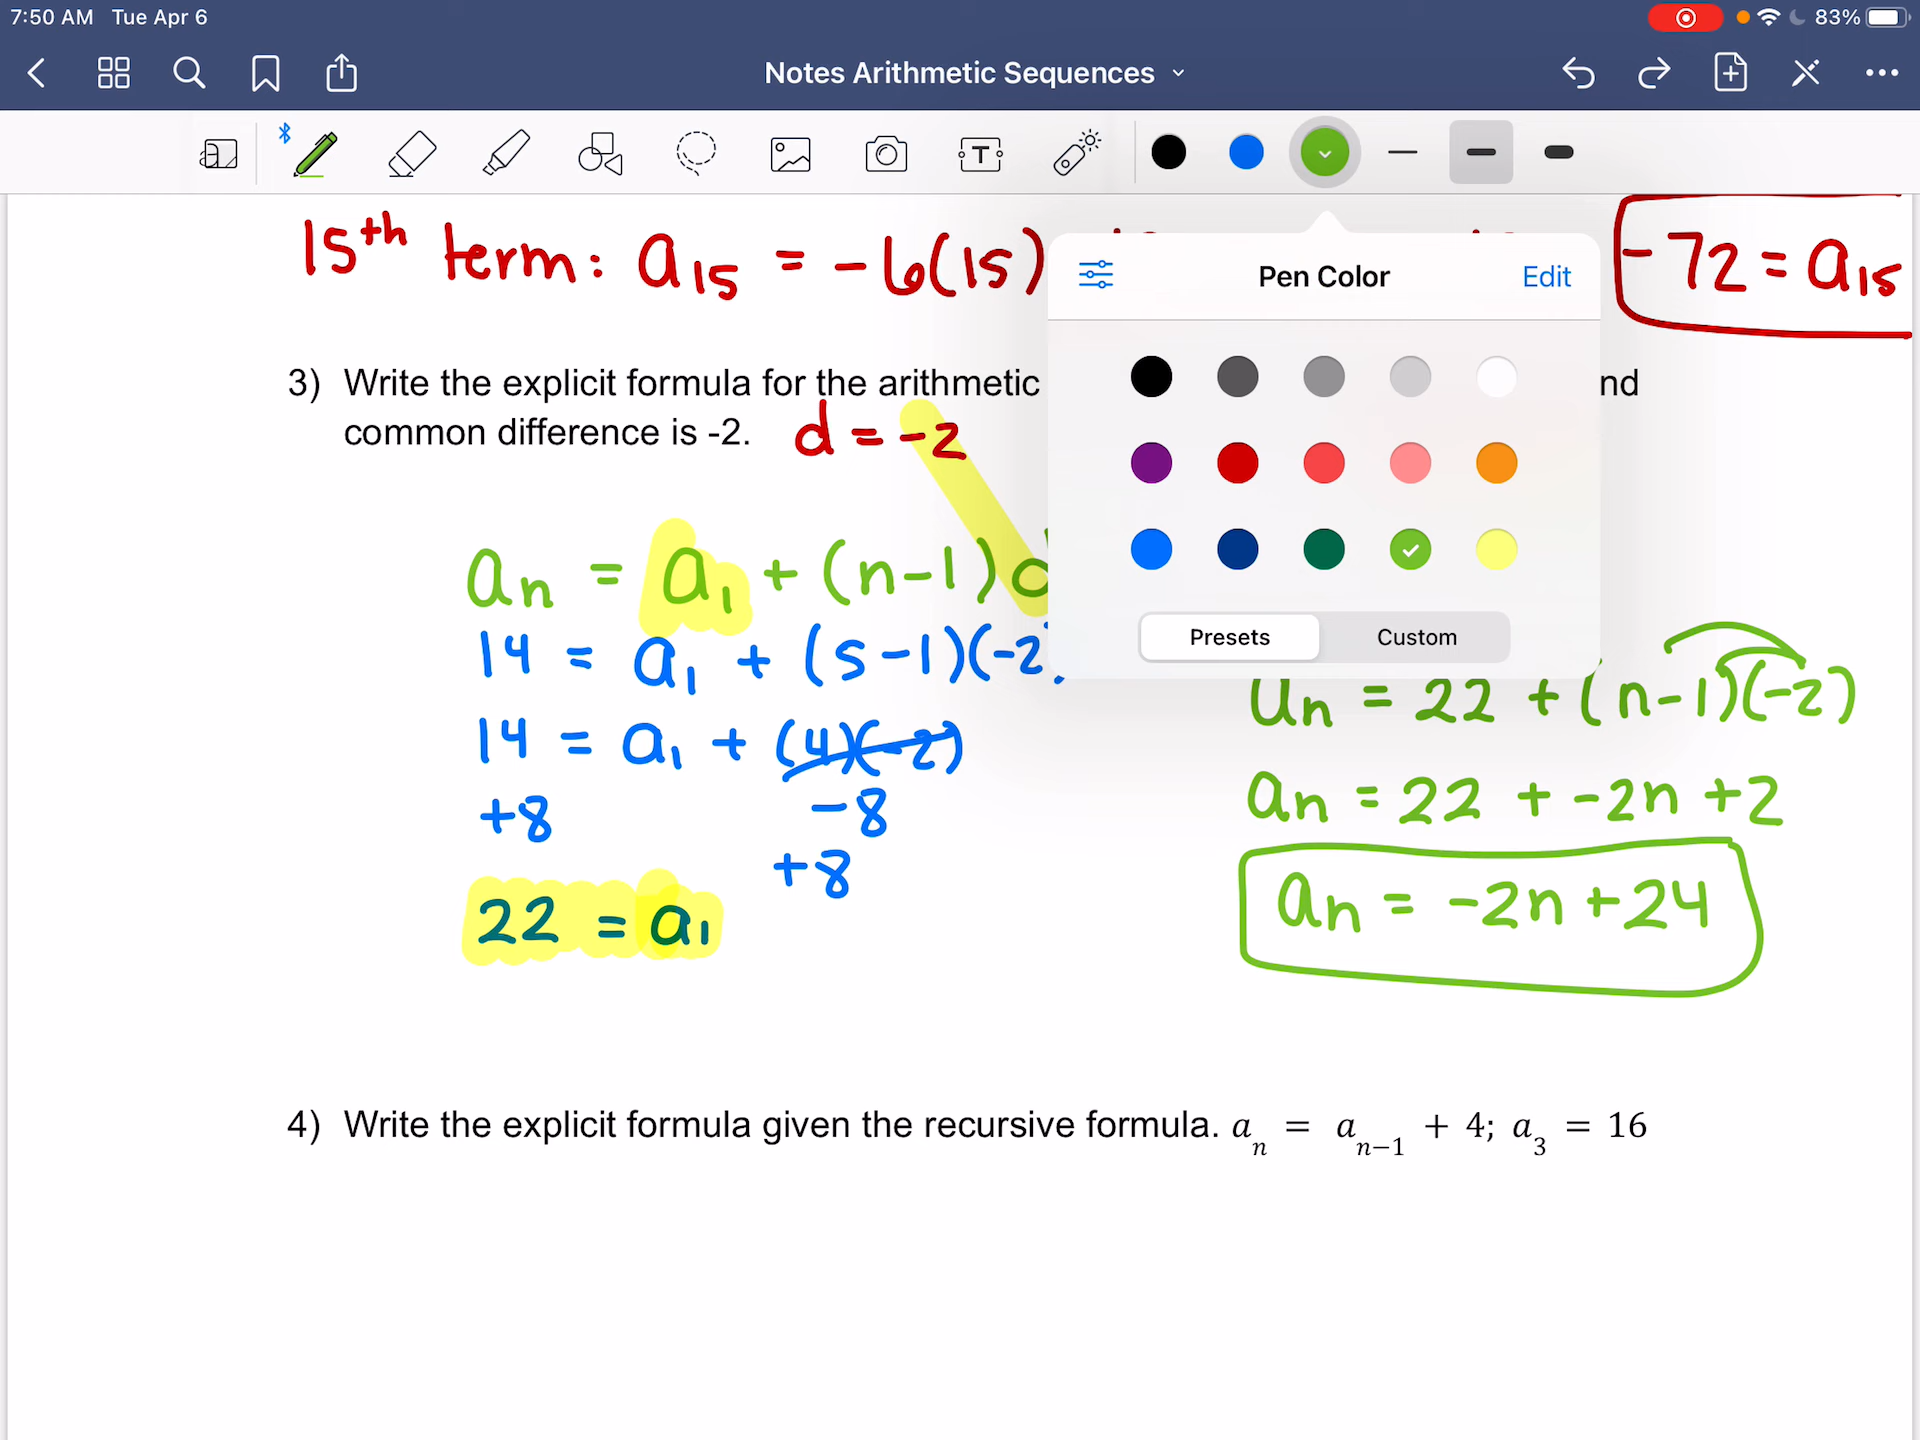 7:50 AM Tue Apr 6 83%
Notes Arithmetic Sequences
15th term: a15 = -6(15) -72 = a15
Pen Color Edit
3) Write the explicit formula for the arithmetic nd
common difference is -2. d = -2
an = a1 + (n-1)
14 = a1 + (5-1)(-2
Presets Custom
14 = a1 + (4)(-2)
+8 -8
+8
22 = a1
an = 22 + (n-1)(-2)
an = 22 + -2n +2
an = -2n +24
4) Write the explicit formula given the recursive formula. aₙ = aₙ₋₁ + 4; a₃ = 16